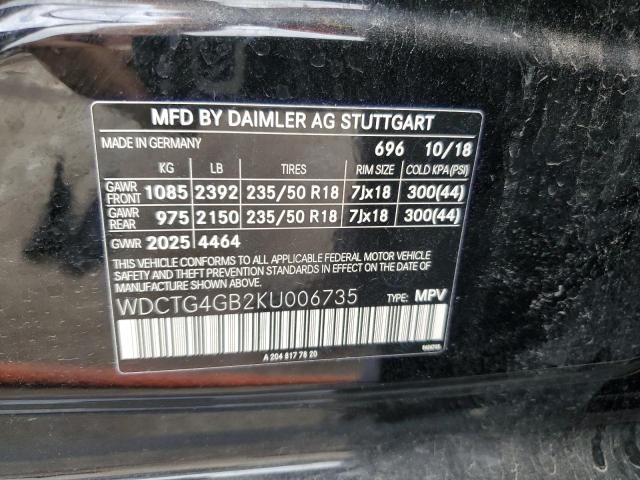 MFD BY DAIMLER AG STUTTGART
MADE IN GERMANY 696 10/18
KG LB TIRES RIM SIZE COLD KPA(PSI)
GAWR FRONT 1085 2392 235/50 R18 7Jx18 300(44)
GAWR REAR 975 2150 235/50 R18 7Jx18 300(44)
GVWR 2025 4464
THIS VEHICLE CONFORMS TO ALL APPLICABLE FEDERAL MOTOR VEHICLE
SAFETY AND THEFT PREVENTION STANDARDS IN EFFECT ON THE DATE OF
MANUFACTURE SHOWN ABOVE.
WDCTG4GB2KU006735 TYPE: MPV
A 204 817 78 20